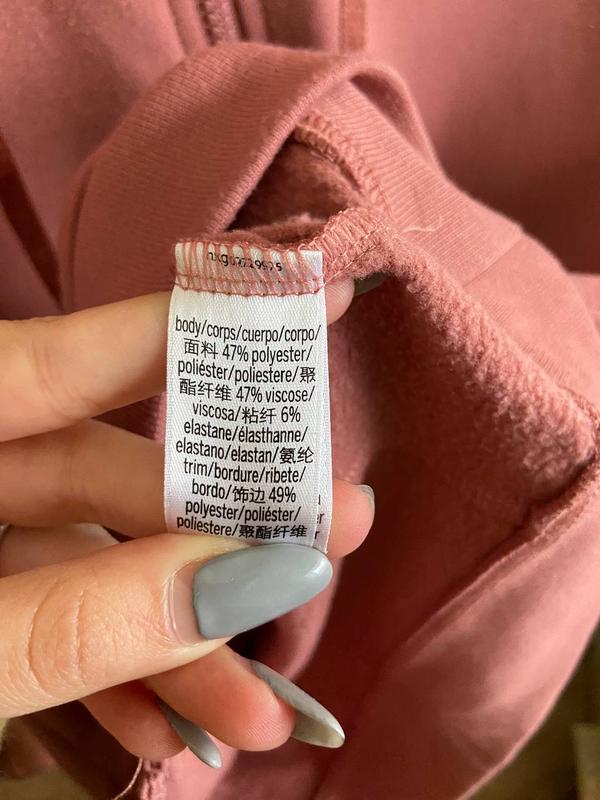 body/corps/cuerpo/corpo/
面料 47% polyester/
poliéster/poliestere/聚
酯纤维 47% viscose/
viscosa/粘纤 6%
elastane/élasthanne/
elastano/elastan/氨纶
trim/bordure/ribete/
bordo/饰边 49%
polyester/poliéster/
poliestere/聚酯纤维